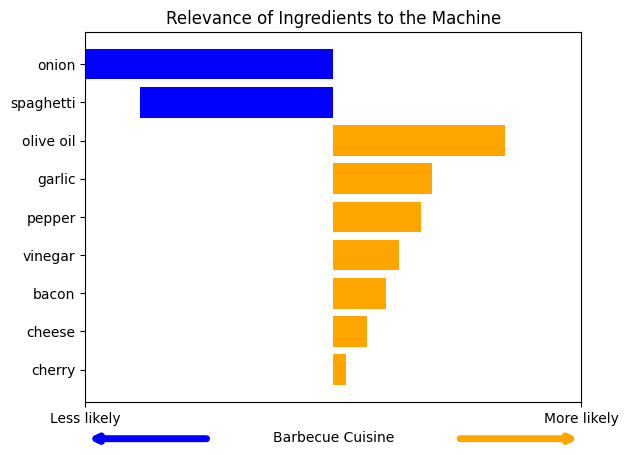 Relevance of Ingredients to the Machine
onion
spaghetti
olive oil
garlic
pepper
vinegar
bacon
cheese
cherry
Less likely
More likely
Barbecue Cuisine